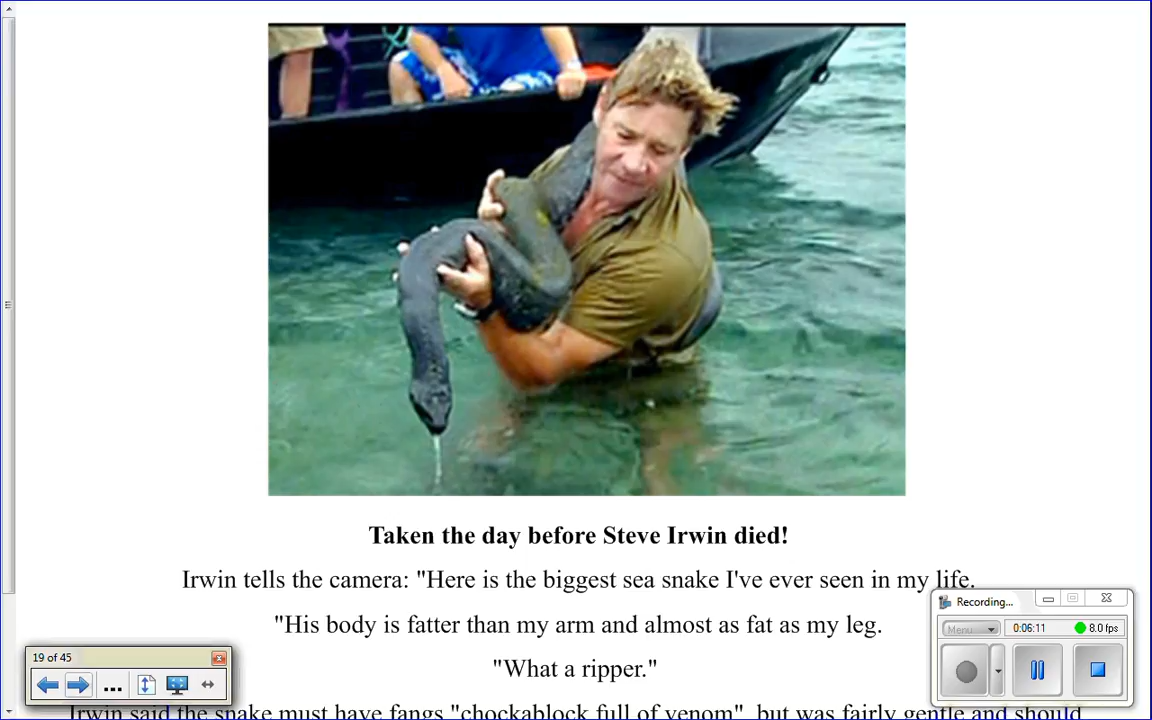 Taken the day before Steve Irwin died!
Irwin tells the camera: "Here is the biggest sea snake I've ever seen in my life.
"His body is fatter than my arm and almost as fat as my leg.
"What a ripper."
Irwin said the snake must have fangs "chockablock full of venom", but was fairly gentle and should
19 of 45
Recording...
Menu
0:06:11
8.0 fps